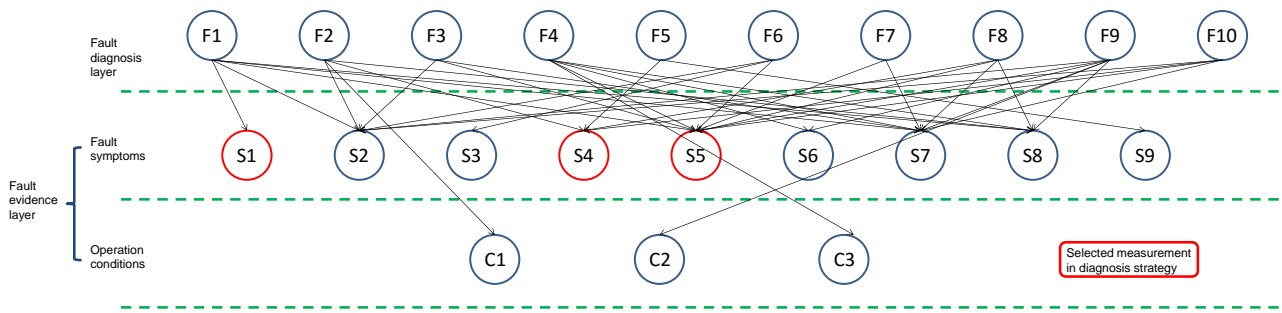 F1 F2 F3 F4 F5 F6 F7 F8 F9 F10
Fault
diagnosis
layer
Fault
symptoms
S1 S2 S3 S4 S5 S6 S7 S8 S9
Fault
evidence
layer
Operation
conditions
C1 C2 C3
Selected measurement
in diagnosis strategy